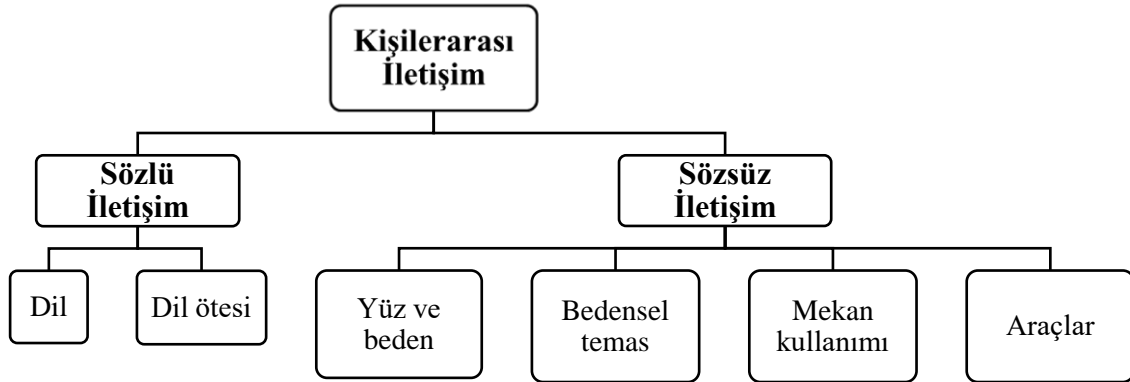 Kişilerarası
İletişim
Sözlü
İletişim
Sözsüz
İletişim
Dil
Dil ötesi
Yüz ve
beden
Bedensel
temas
Mekan
kullanımı
Araçlar